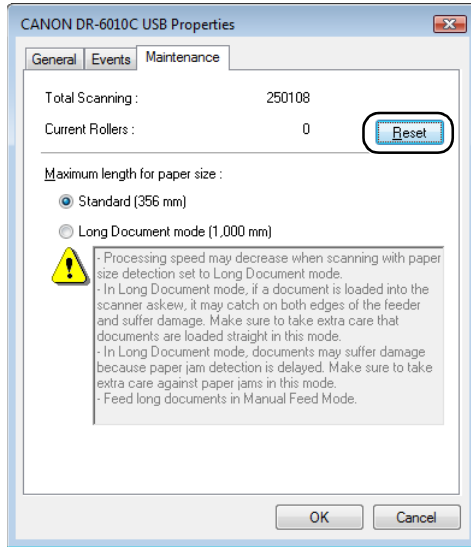 CANON DR-6010C USB Properties
General Events Maintenance
Total Scanning : 250108
Current Rollers : 0 Reset
Maximum length for paper size :
Standard (356 mm)
Long Document mode (1,000 mm)
- Processing speed may decrease when scanning with paper
size detection set to Long Document mode.
- In Long Document mode, if a document is loaded into the
scanner askew, it may catch on both edges of the feeder
and suffer damage. Make sure to take extra care that
documents are loaded straight in this mode.
- In Long Document mode, documents may suffer damage
because paper jam detection is delayed. Make sure to take
extra care against paper jams in this mode.
- Feed long documents in Manual Feed Mode.
OK Cancel